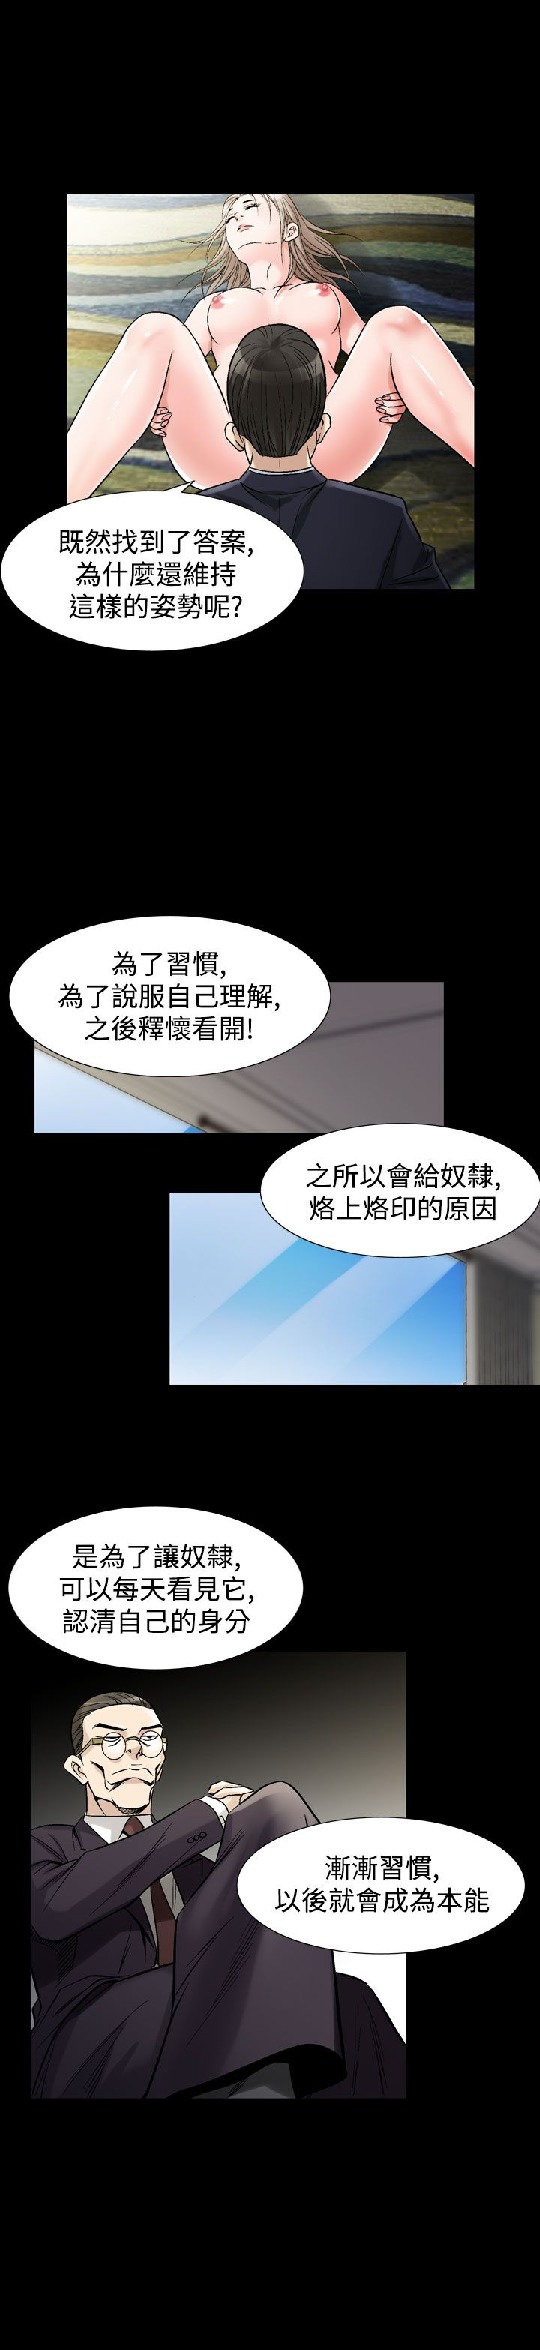 既然找到了答案,
為什麼還維持
這樣的姿勢呢?
為了習慣,
為了說服自己理解,
之後釋懷看開!
之所以會給奴隸,
烙上烙印的原因
是為了讓奴隸,
可以每天看見它,
認清自己的身分
漸漸習慣,
以後就會成為本能